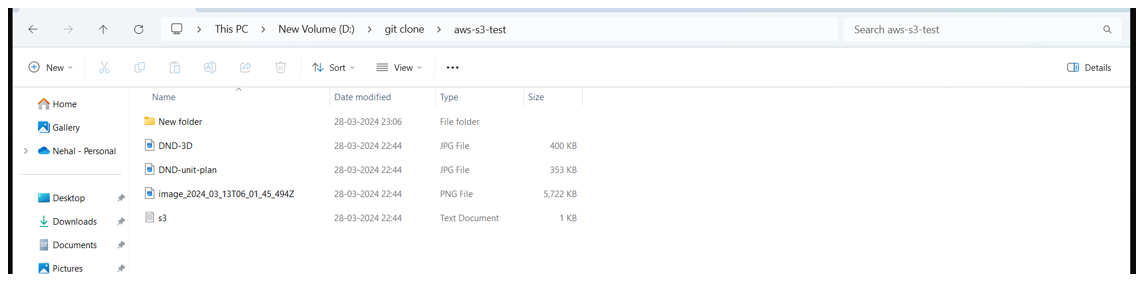 This PC > New Volume (D:) > git clone > aws-s3-test Search aws-s3-test
New Sort View ••• Details
Name Date modified Type Size
Home
Gallery
Nehal - Personal
Desktop
Downloads
Documents
Pictures
New folder 28-03-2024 23:06 File folder
DND-3D 28-03-2024 22:44 JPG File 400 KB
DND-unit-plan 28-03-2024 22:44 JPG File 353 KB
image_2024_03_13T06_01_45_494Z 28-03-2024 22:44 PNG File 5,722 KB
s3 28-03-2024 22:44 Text Document 1 KB